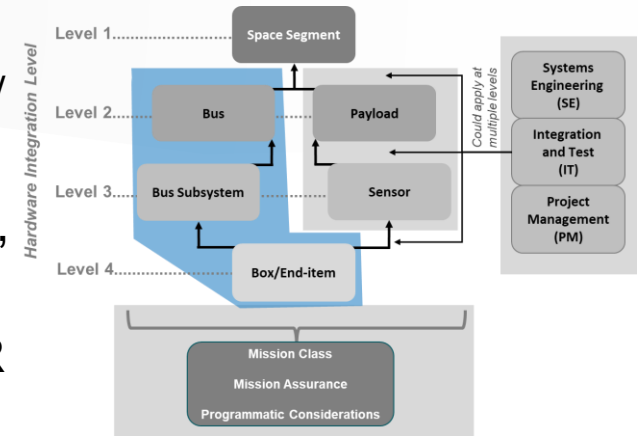 Level 1
Space Segment
Hardware Integration Level
Level 2
Bus
Payload
Could apply at
multiple levels
Level 3
Bus Subsystem
Sensor
Level 4
Box/End-item
Systems
Engineering
(SE)
Integration
and Test
(IT)
Project
Management
(PM)
Mission Class
Mission Assurance
Programmatic Considerations